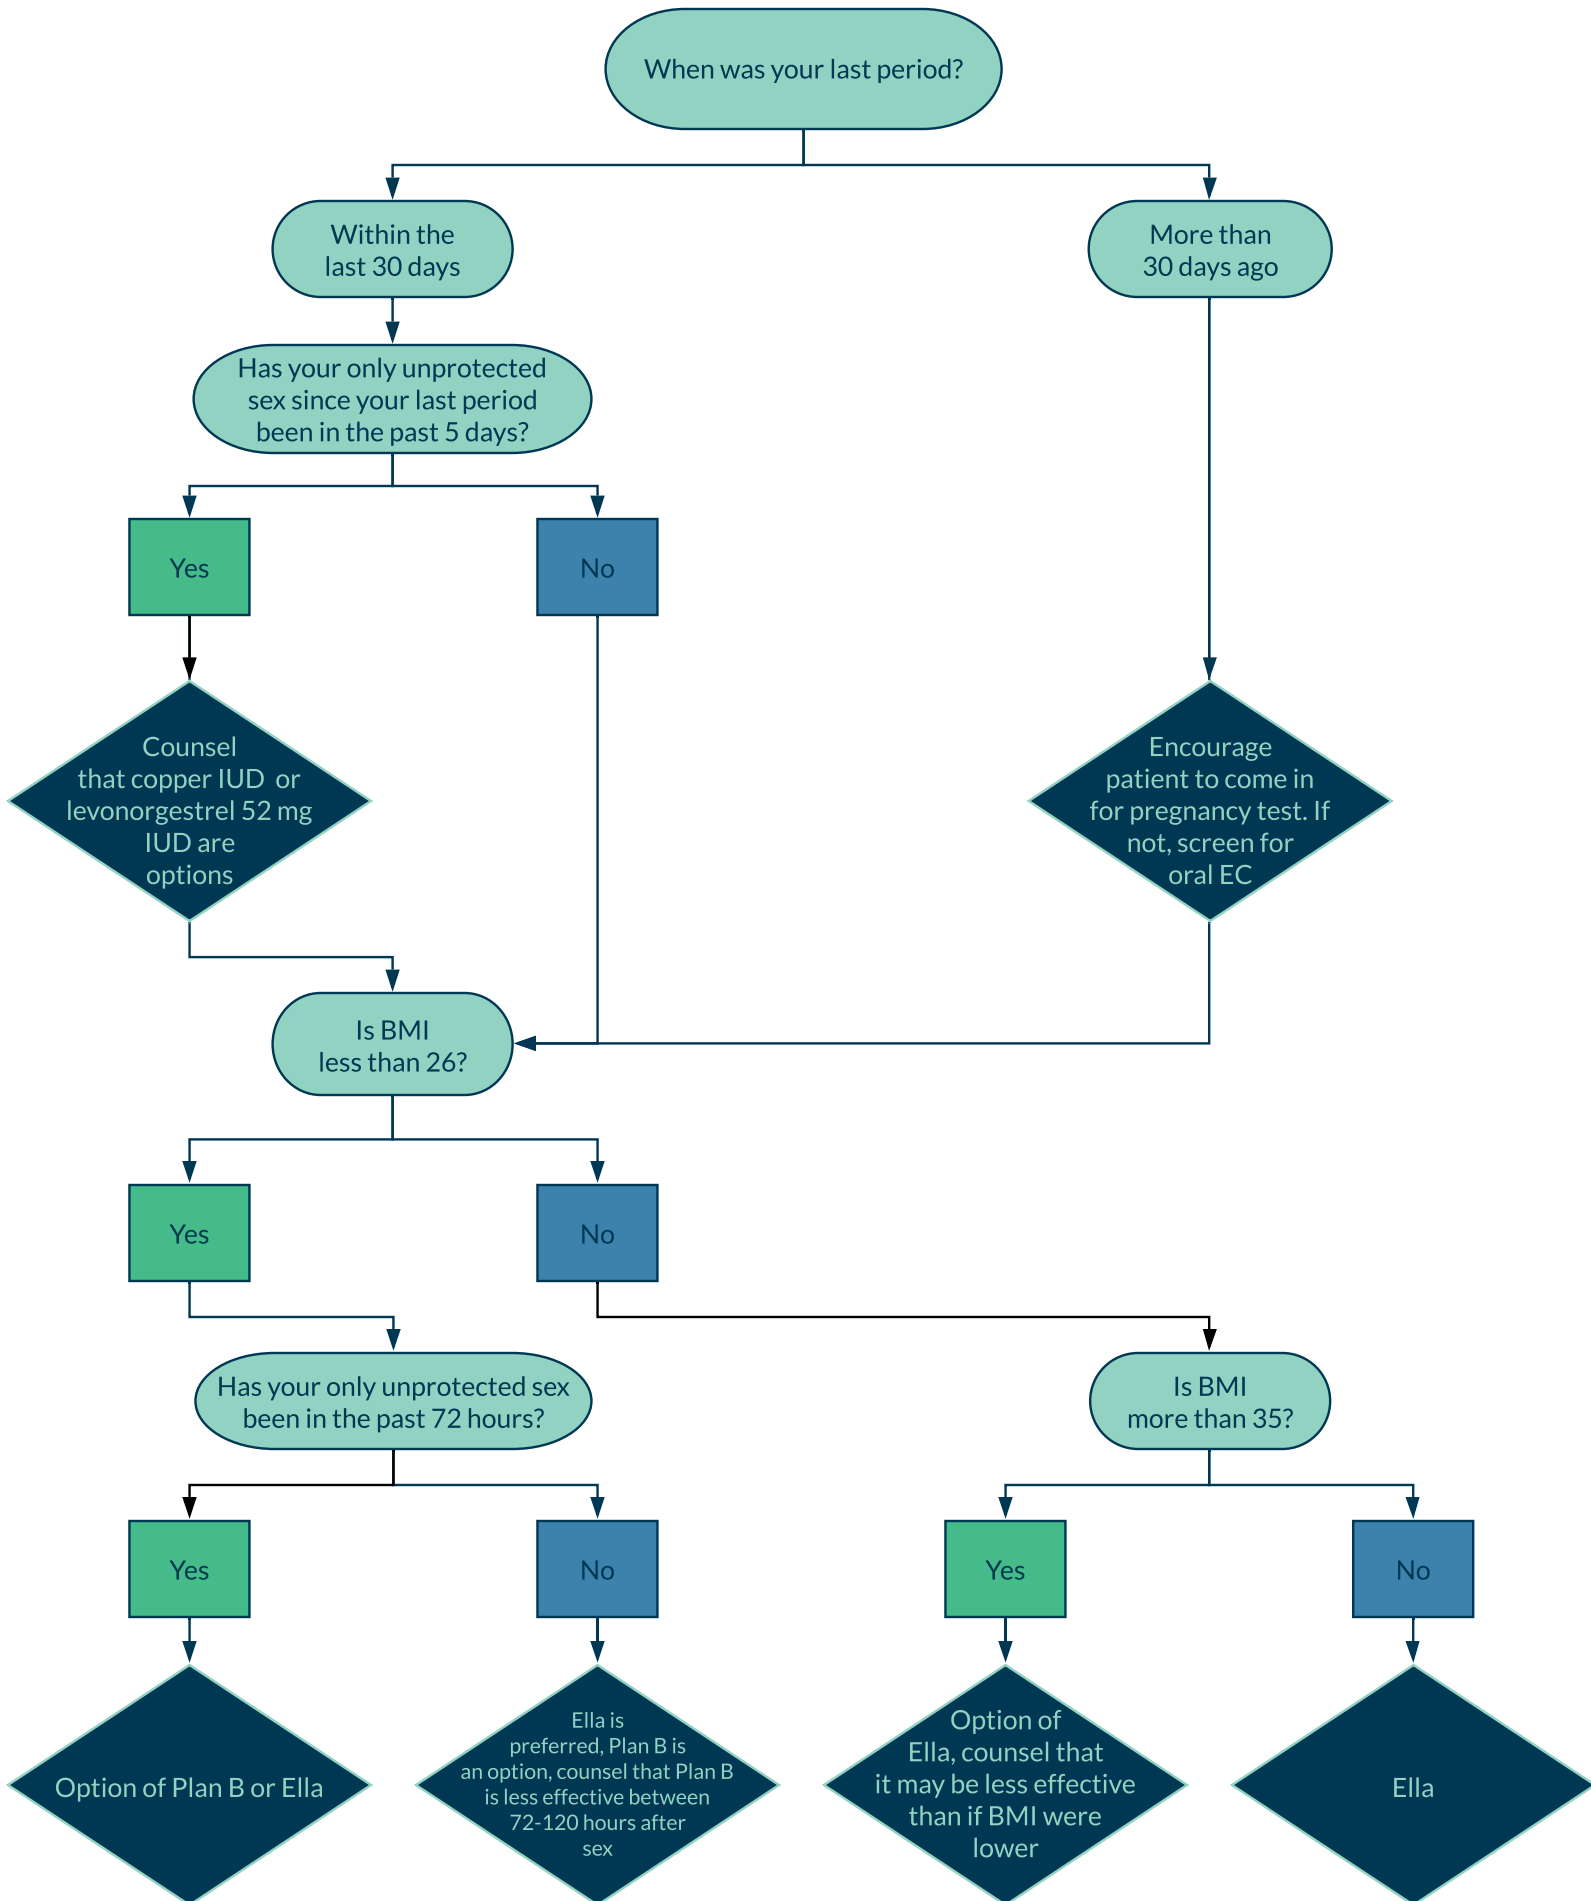 When was your last period?
Within the
last 30 days
More than
30 days ago
Has your only unprotected
sex since your last period
been in the past 5 days?
Yes
No
Counsel
that copper IUD or
levonorgestrel 52 mg
IUD are
options
Encourage
patient to come in
for pregnancy test. If
not, screen for
oral EC
Is BMI
less than 26?
Yes
No
Has your only unprotected sex
been in the past 72 hours?
Is BMI
more than 35?
Yes
No
Yes
No
Option of Plan B or Ella
Ella is
preferred, Plan B is
an option, counsel that Plan B
is less effective between
72-120 hours after
sex
Option of
Ella, counsel that
it may be less effective
than if BMI were
lower
Ella